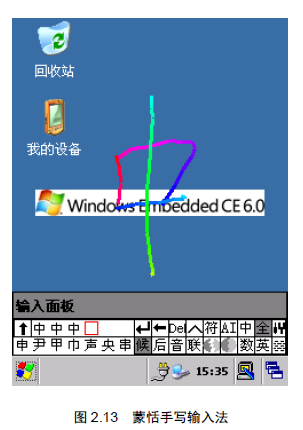 回收站
我的设备
Windows Embedded CE 6.0
输入面板
中 中 中 Del 符 AI 中 全
申 尹 甲 巾 声 央 串 候 后 音 联 数 英
15:35
图 2.13 蒙恬手写输入法